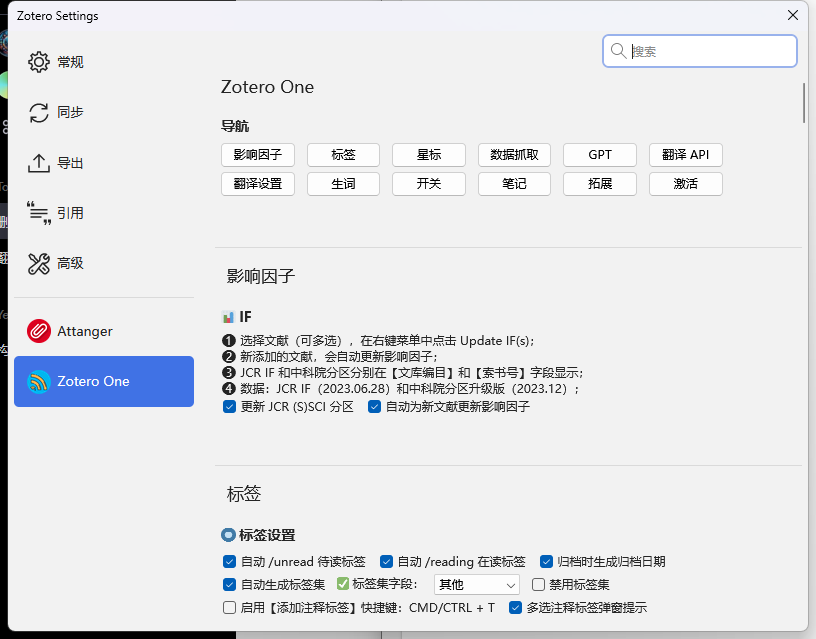 Zotero Settings
搜索
常规
同步
导出
引用
高级
Attanger
Zotero One
Zotero One
导航
影响因子 标签 星标 数据抓取 GPT 翻译 API
翻译设置 生词 开关 笔记 拓展 激活
影响因子
IF
❶ 选择文献（可多选），在右键菜单中点击 Update IF(s);
❷ 新添加的文献，会自动更新影响因子;
❸ JCR IF 和中科院分区分别在【文库编目】和【索书号】字段显示;
❹ 数据：JCR IF（2023.06.28）和中科院分区升级版（2023.12）;
更新 JCR (S)SCI 分区 自动为新文献更新影响因子
标签
标签设置
自动 /unread 待读标签 自动 /reading 在读标签 归档时生成归档日期
自动生成标签集 标签集字段： 其他 禁用标签集
启用【添加注释标签】快捷键：CMD/CTRL + T 多选注释标签弹窗提示